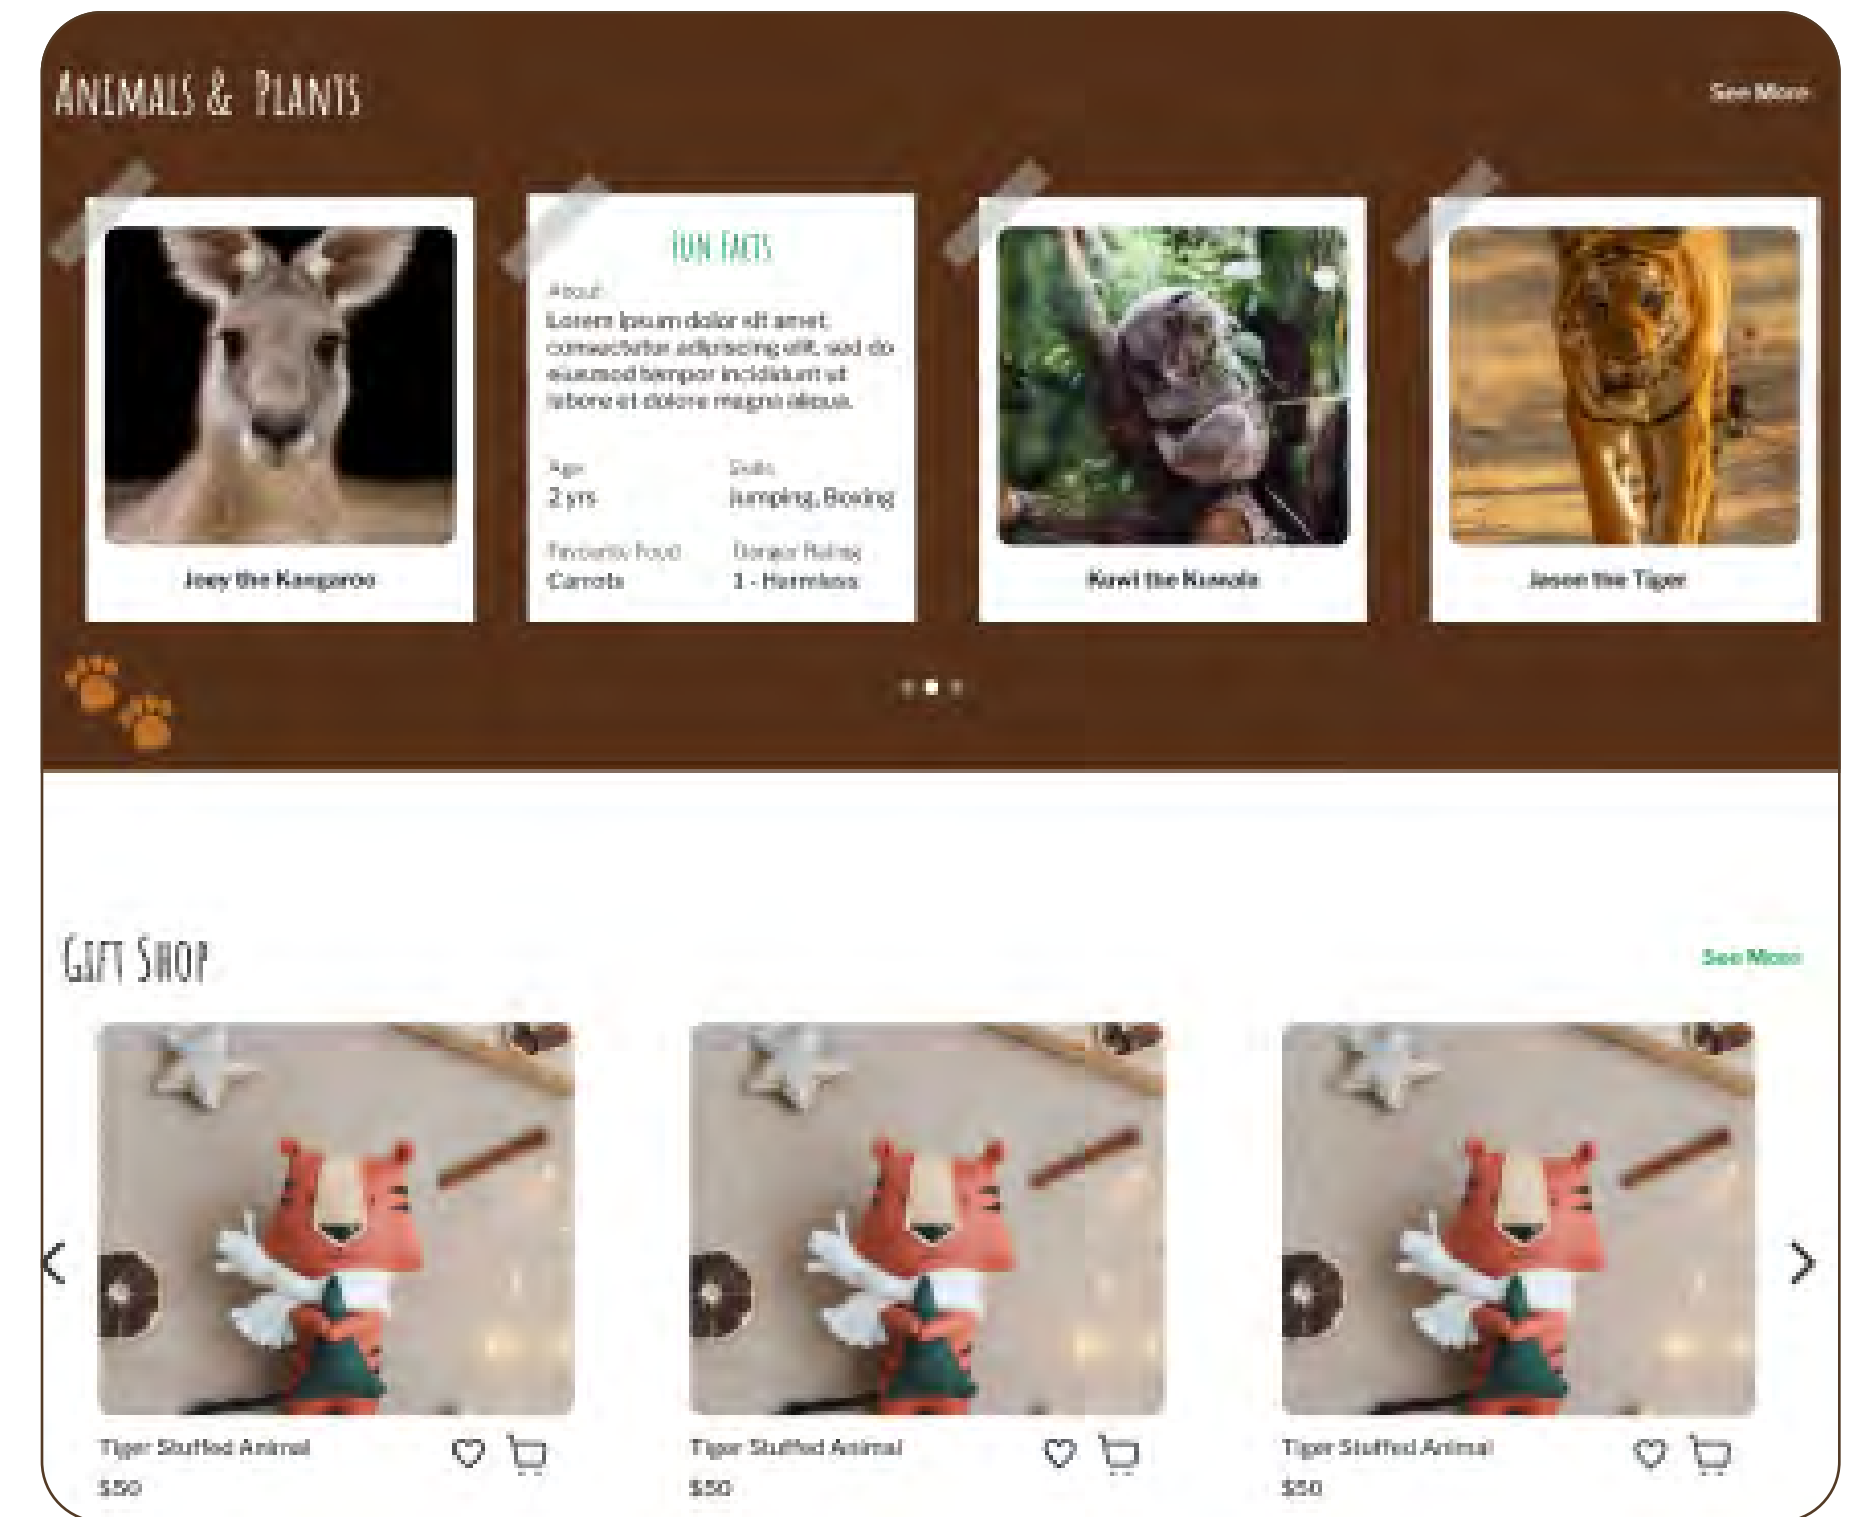 ANIMALS & PLANTS
See More
FUN FACTS
About
Lorem ipsum dolor sit amet,
consectetur adipiscing elit, sed do
eiusmod tempor incididunt ut
labore et dolore magna aliqua.
Age
Skills
2 yrs
Jumping, Boxing
Favourite Food
Danger Rating
Carrots
1 - Harmless
Joey the Kangaroo
Kuwi the Kuwala
Jason the Tiger
GIFT SHOP
See More
Tiger Stuffed Animal
$50
Tiger Stuffed Animal
$50
Tiger Stuffed Animal
$50